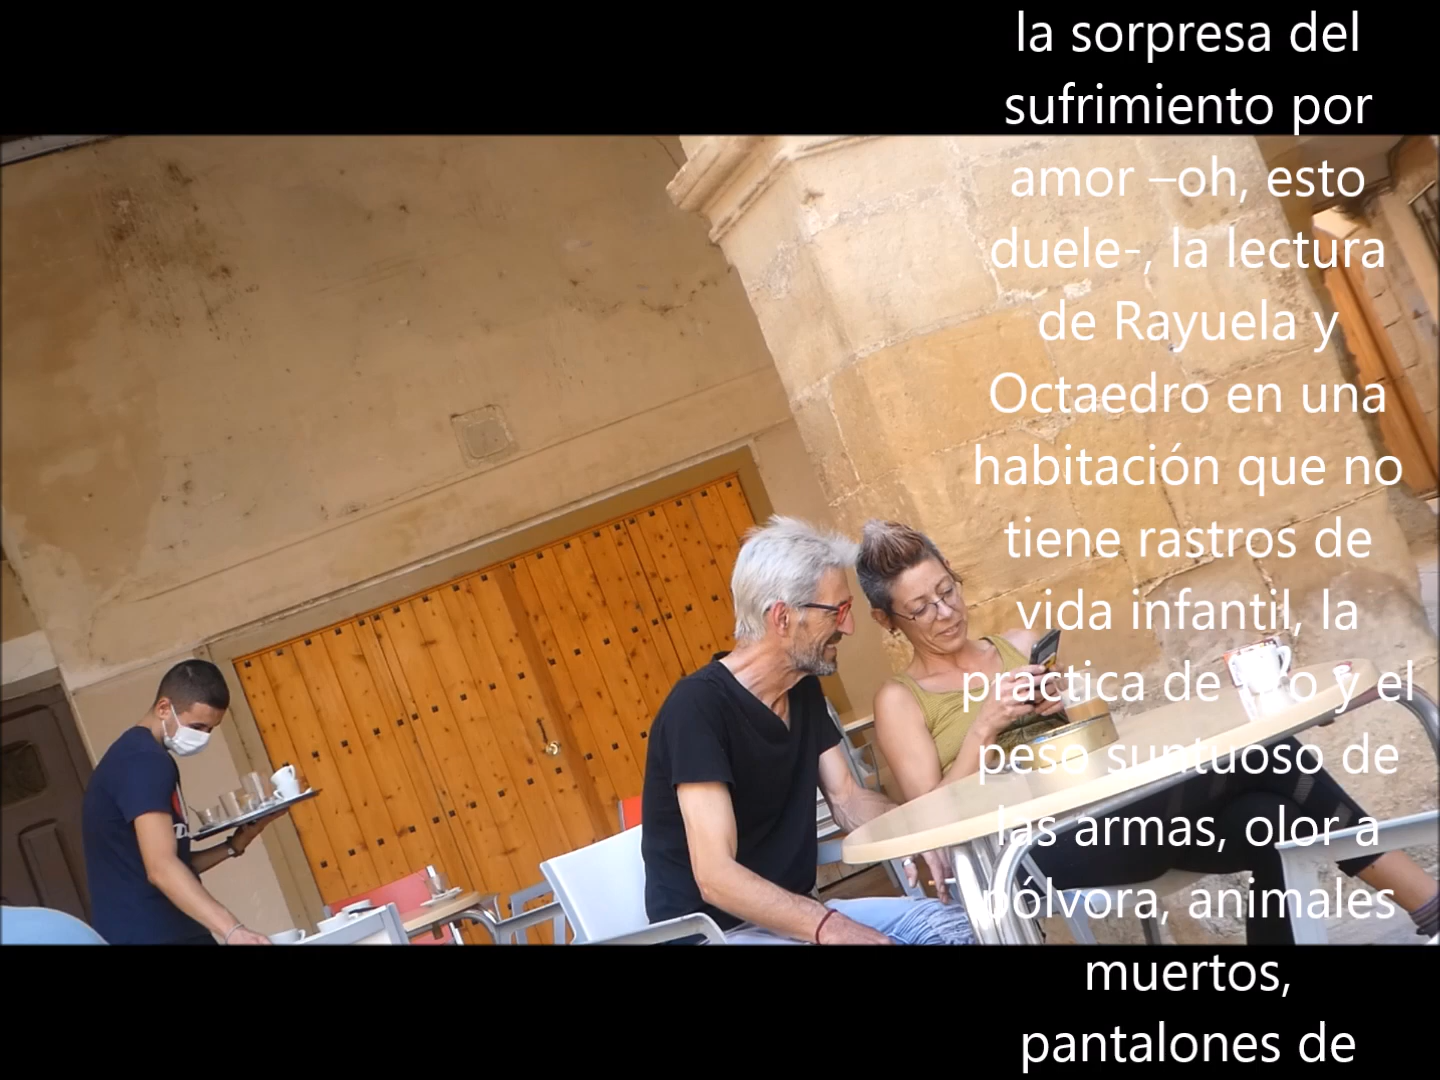 la sorpresa del
sufrimiento por
amor –oh, esto
duele-, la lectura
de Rayuela y
Octaedro en una
habitación que no
tiene rastros de
vida infantil, la
práctica de tiro y el
peso suntuoso de
las armas, olor a
pólvora, animales
muertos,
pantalones de